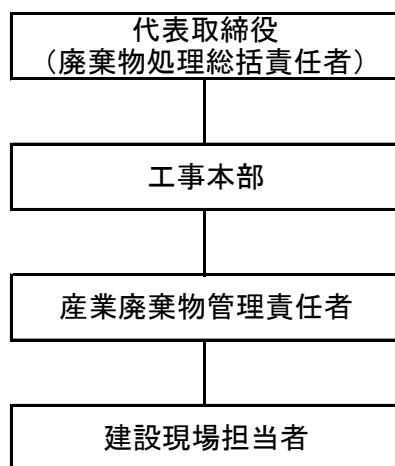 代表取締役
（廃棄物処理総括責任者）
工事本部
産業廃棄物管理責任者
建設現場担当者